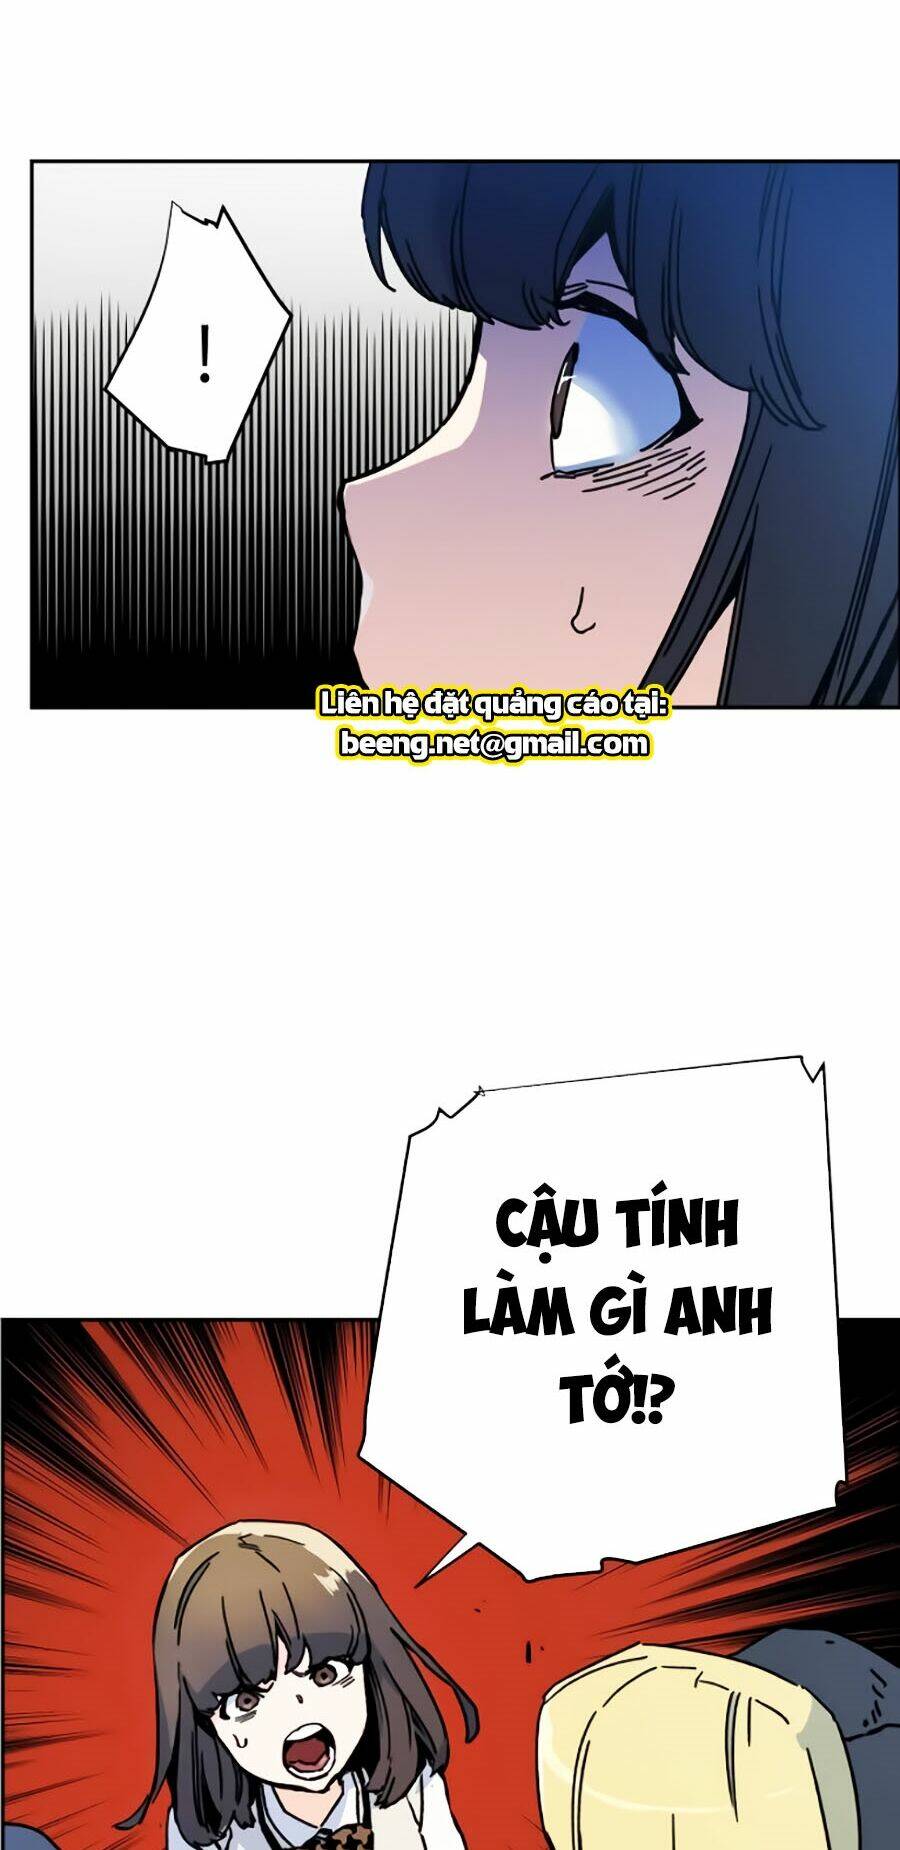 !
Liên hệ đặt quảng cáo tại:
beeng.net@gmail.com
CẬU TÍNH
LÀM GÌ ANH
TỚ!?